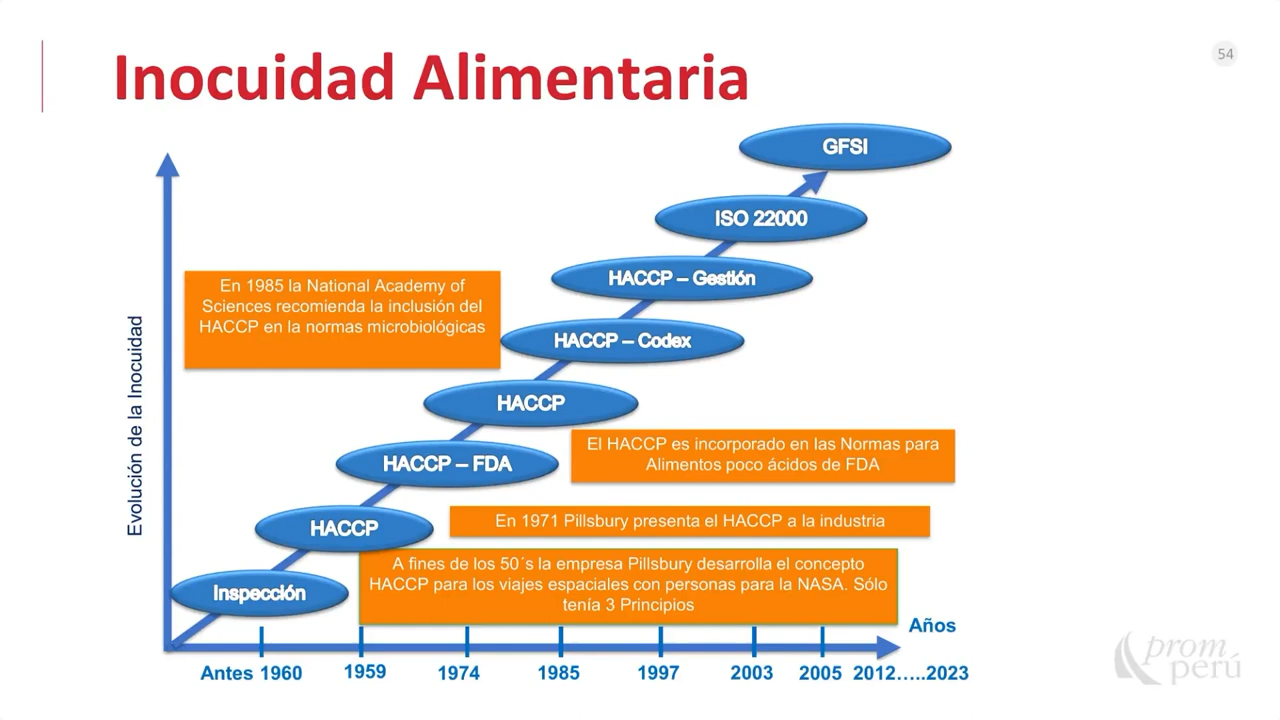 54
Inocuidad Alimentaria
GFSI
ISO 22000
HACCP – Gestión
En 1985 la National Academy of
Sciences recomienda la inclusión del
HACCP en la normas microbiológicas
HACCP – Codex
HACCP
El HACCP es incorporado en las Normas para
Alimentos poco ácidos de FDA
HACCP – FDA
En 1971 Pillsbury presenta el HACCP a la industria
HACCP
A fines de los 50´s la empresa Pillsbury desarrolla el concepto
HACCP para los viajes espaciales con personas para la NASA. Sólo
tenía 3 Principios
Inspección
Evolución de la Inocuidad
Años
Antes 1960 1959 1974 1985 1997 2003 2005 2012…..2023
prom
perú